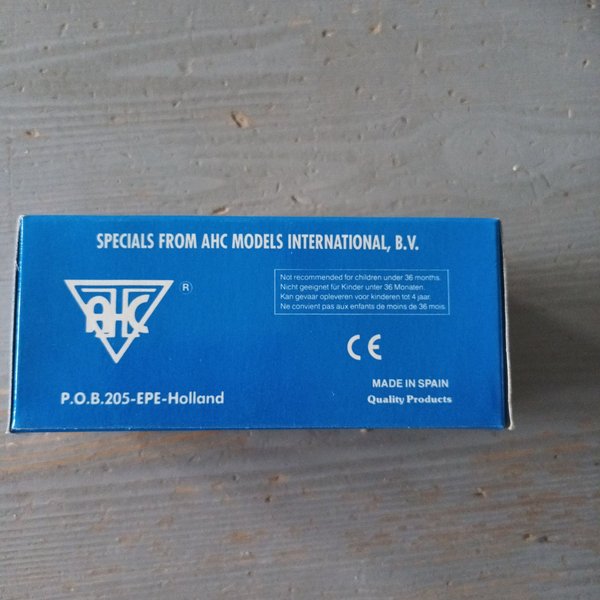 SPECIALS FROM AHC MODELS INTERNATIONAL, B.V.
AHC ®
Not recommended for children under 36 months.
Nicht geeignet für Kinder unter 36 Monaten.
Kan gevaar opleveren voor kinderen tot 4 jaar.
Ne convient pas aux enfants de moins de 36 mois.
CE
P.O.B.205-EPE-Holland
MADE IN SPAIN
Quality Products